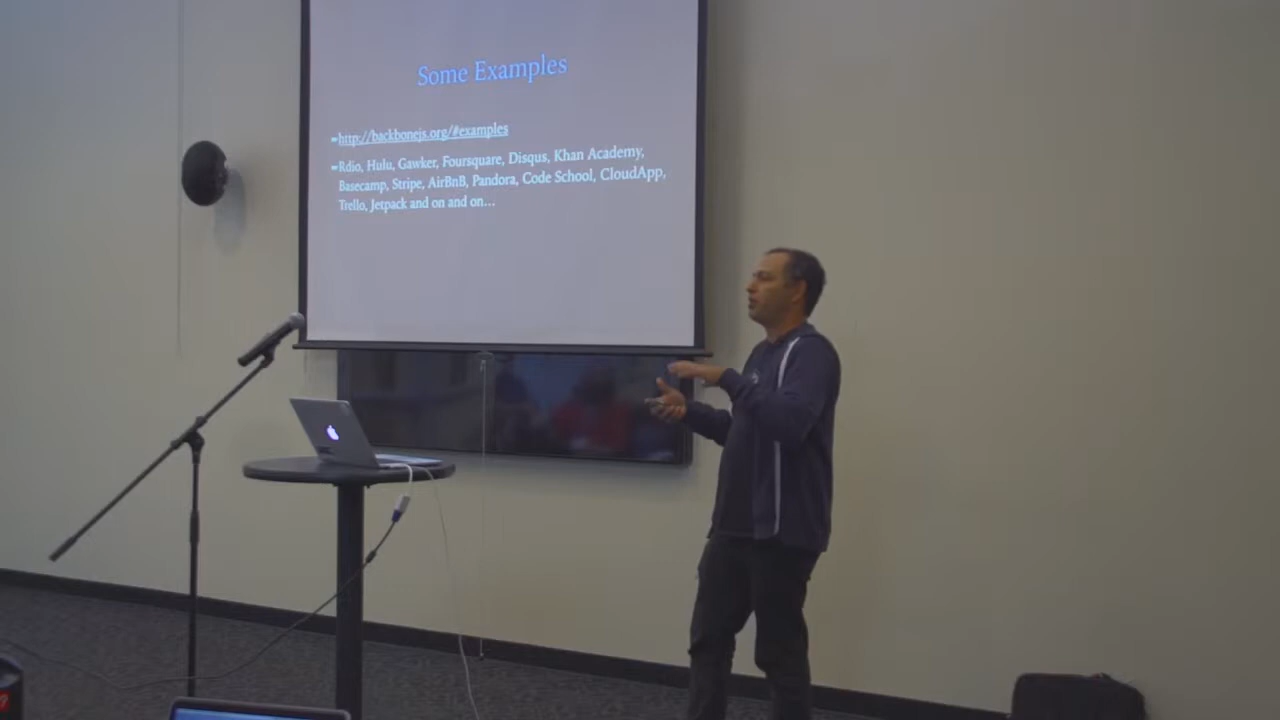 Some Examples
http://backbonejs.org/#examples
Rdio, Hulu, Gawker, Foursquare, Disqus, Khan Academy,
Basecamp, Stripe, AirBnB, Pandora, Code School, CloudApp,
Trello, Jetpack and on and on...